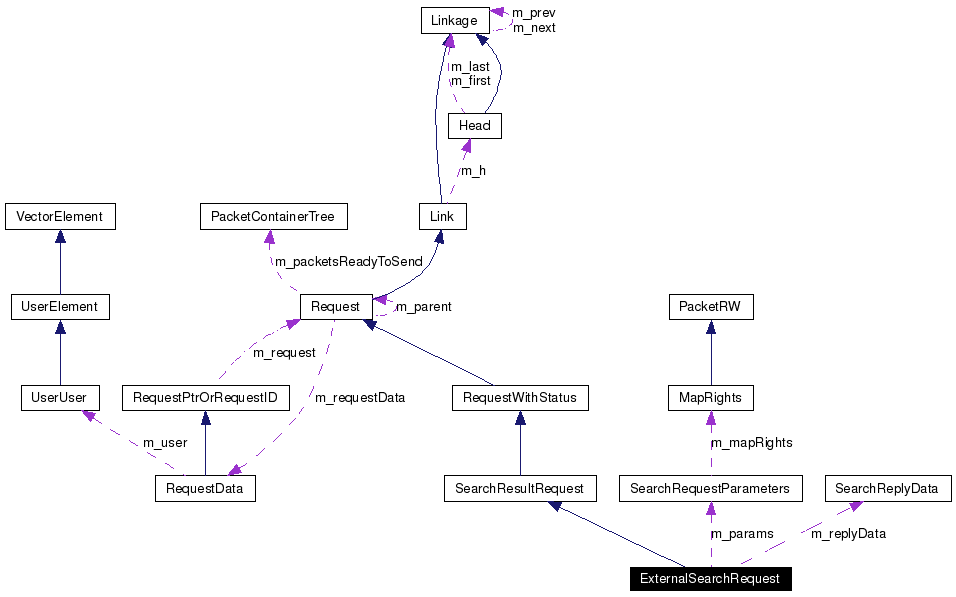 Linkage
m_prev
m_next
m_last
m_first
Head
m_h
VectorElement
PacketContainerTree
Link
m_packetsReadyToSend
UserElement
Request
m_parent
PacketRW
m_request
UserUser
RequestPtrOrRequestID
m_requestData
RequestWithStatus
MapRights
m_user
m_mapRights
RequestData
SearchResultRequest
SearchRequestParameters
SearchReplyData
m_params
m_replyData
ExternalSearchRequest